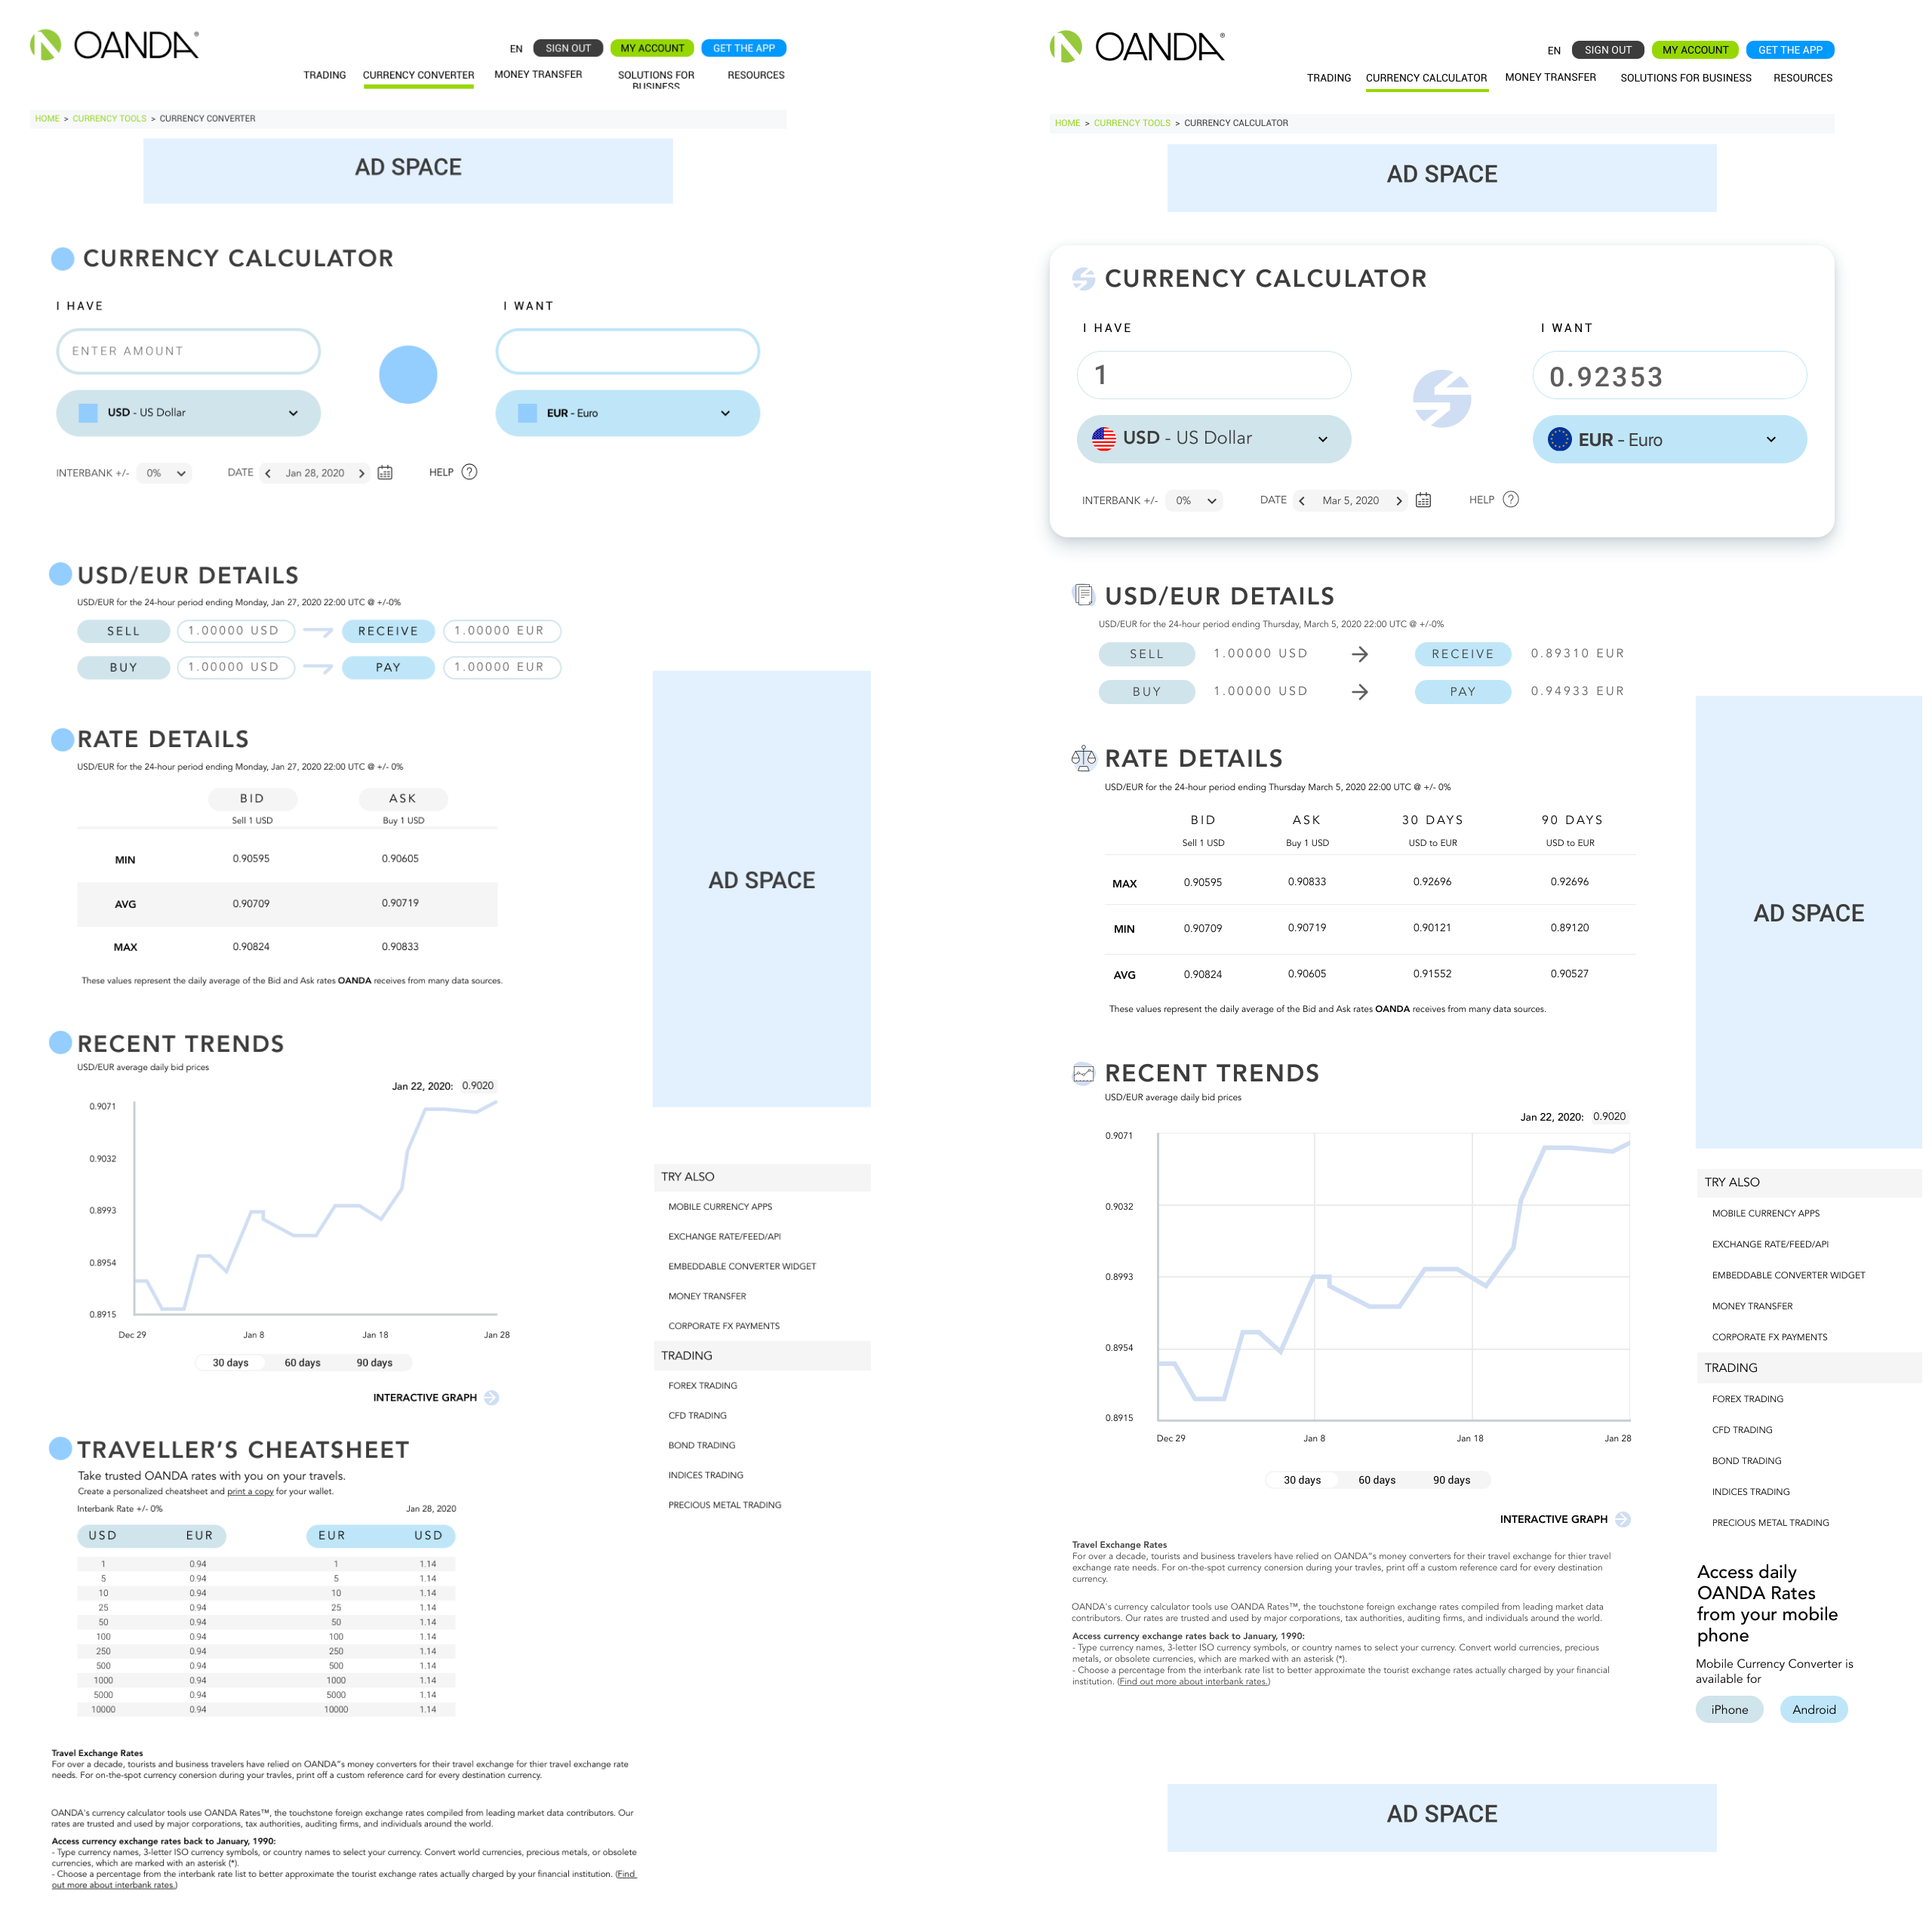 OANDA®
EN SIGN OUT MY ACCOUNT GET THE APP
TRADING CURRENCY CONVERTER MONEY TRANSFER SOLUTIONS FOR BUSINESS RESOURCES
HOME > CURRENCY TOOLS > CURRENCY CONVERTER
AD SPACE
CURRENCY CALCULATOR
I HAVE I WANT
ENTER AMOUNT
USD - US Dollar EUR - Euro
INTERBANK +/- 0% DATE < Jan 28, 2020 > HELP ?
USD/EUR DETAILS
USD/EUR for the 24-hour period ending Monday, Jan 27, 2020 22:00 UTC @ +/-0%
SELL 1.00000 USD RECEIVE 1.00000 EUR
BUY 1.00000 USD PAY 1.00000 EUR
RATE DETAILS
USD/EUR for the 24-hour period ending Monday, Jan 27, 2020 22:00 UTC @ +/- 0%
BID ASK
Sell 1 USD Buy 1 USD
MIN 0.90595 0.90605
AVG 0.90709 0.90719
MAX 0.90824 0.90833
These values represent the daily average of the Bid and Ask rates OANDA receives from many data sources.
AD SPACE
RECENT TRENDS
USD/EUR average daily bid prices
Jan 22, 2020: 0.9020
0.9071
0.9032
0.8993
0.8954
0.8915
Dec 29 Jan 8 Jan 18 Jan 28
30 days 60 days 90 days
INTERACTIVE GRAPH
TRY ALSO
MOBILE CURRENCY APPS
EXCHANGE RATE/FEED/API
EMBEDDABLE CONVERTER WIDGET
MONEY TRANSFER
CORPORATE FX PAYMENTS
TRADING
FOREX TRADING
CFD TRADING
BOND TRADING
INDICES TRADING
PRECIOUS METAL TRADING
TRAVELLER'S CHEATSHEET
Take trusted OANDA rates with you on your travels.
Create a personalized cheatsheet and print a copy for your wallet.
Interbank Rate +/- 0% Jan 28, 2020
USD EUR EUR USD
1 0.94 1 1.14
5 0.94 5 1.14
10 0.94 10 1.14
25 0.94 25 1.14
50 0.94 50 1.14
100 0.94 100 1.14
250 0.94 250 1.14
500 0.94 500 1.14
1000 0.94 1000 1.14
5000 0.94 5000 1.14
10000 0.94 10000 1.14
Travel Exchange Rates
For over a decade, tourists and business travelers have relied on OANDA"s money converters for their travel exchange for thier travel exchange rate
needs. For on-the-spot currency conersion during your travles, print off a custom reference card for every destination currency.
OANDA's currency calculator tools use OANDA Rates™, the touchstone foreign exchange rates compiled from leading market data contributors. Our
rates are trusted and used by major corporations, tax authorities, auditing firms, and individuals around the world.
Access currency exchange rates back to January, 1990:
- Type currency names, 3-letter ISO currency symbols, or country names to select your currency. Convert world currencies, precious metals, or obsolete
currencies, which are marked with an asterisk (*).
- Choose a percentage from the interbank rate list to better approximate the tourist exchange rates actually charged by your financial institution. (Find
out more about interbank rates.)
OANDA®
EN SIGN OUT MY ACCOUNT GET THE APP
TRADING CURRENCY CALCULATOR MONEY TRANSFER SOLUTIONS FOR BUSINESS RESOURCES
HOME > CURRENCY TOOLS > CURRENCY CALCULATOR
AD SPACE
CURRENCY CALCULATOR
I HAVE I WANT
1 0.92353
USD - US Dollar EUR - Euro
INTERBANK +/- 0% DATE < Mar 5, 2020 > HELP ?
USD/EUR DETAILS
USD/EUR for the 24-hour period ending Thursday, March 5, 2020 22:00 UTC @ +/-0%
SELL 1.00000 USD → RECEIVE 0.89310 EUR
BUY 1.00000 USD → PAY 0.94933 EUR
RATE DETAILS
USD/EUR for the 24-hour period ending Thursday March 5, 2020 22:00 UTC @ +/- 0%
BID ASK 30 DAYS 90 DAYS
Sell 1 USD Buy 1 USD USD to EUR USD to EUR
MAX 0.90595 0.90833 0.92696 0.92696
MIN 0.90709 0.90719 0.90121 0.89120
AVG 0.90824 0.90605 0.91552 0.90527
These values represent the daily average of the Bid and Ask rates OANDA receives from many data sources.
AD SPACE
RECENT TRENDS
USD/EUR average daily bid prices
Jan 22, 2020: 0.9020
0.9071
0.9032
0.8993
0.8954
0.8915
Dec 29 Jan 8 Jan 18 Jan 28
30 days 60 days 90 days
INTERACTIVE GRAPH
TRY ALSO
MOBILE CURRENCY APPS
EXCHANGE RATE/FEED/API
EMBEDDABLE CONVERTER WIDGET
MONEY TRANSFER
CORPORATE FX PAYMENTS
TRADING
FOREX TRADING
CFD TRADING
BOND TRADING
INDICES TRADING
PRECIOUS METAL TRADING
Travel Exchange Rates
For over a decade, tourists and business travelers have relied on OANDA"s money converters for their travel exchange for thier travel
exchange rate needs. For on-the-spot currency conersion during your travles, print off a custom reference card for every destination
currency.
OANDA's currency calculator tools use OANDA Rates™, the touchstone foreign exchange rates compiled from leading market data
contributors. Our rates are trusted and used by major corporations, tax authorities, auditing firms, and individuals around the world.
Access currency exchange rates back to January, 1990:
- Type currency names, 3-letter ISO currency symbols, or country names to select your currency. Convert world currencies, precious
metals, or obsolete currencies, which are marked with an asterisk (*).
- Choose a percentage from the interbank rate list to better approximate the tourist exchange rates actually charged by your financial
institution. (Find out more about interbank rates.)
Access daily
OANDA Rates
from your mobile
phone
Mobile Currency Converter is
available for
iPhone Android
AD SPACE